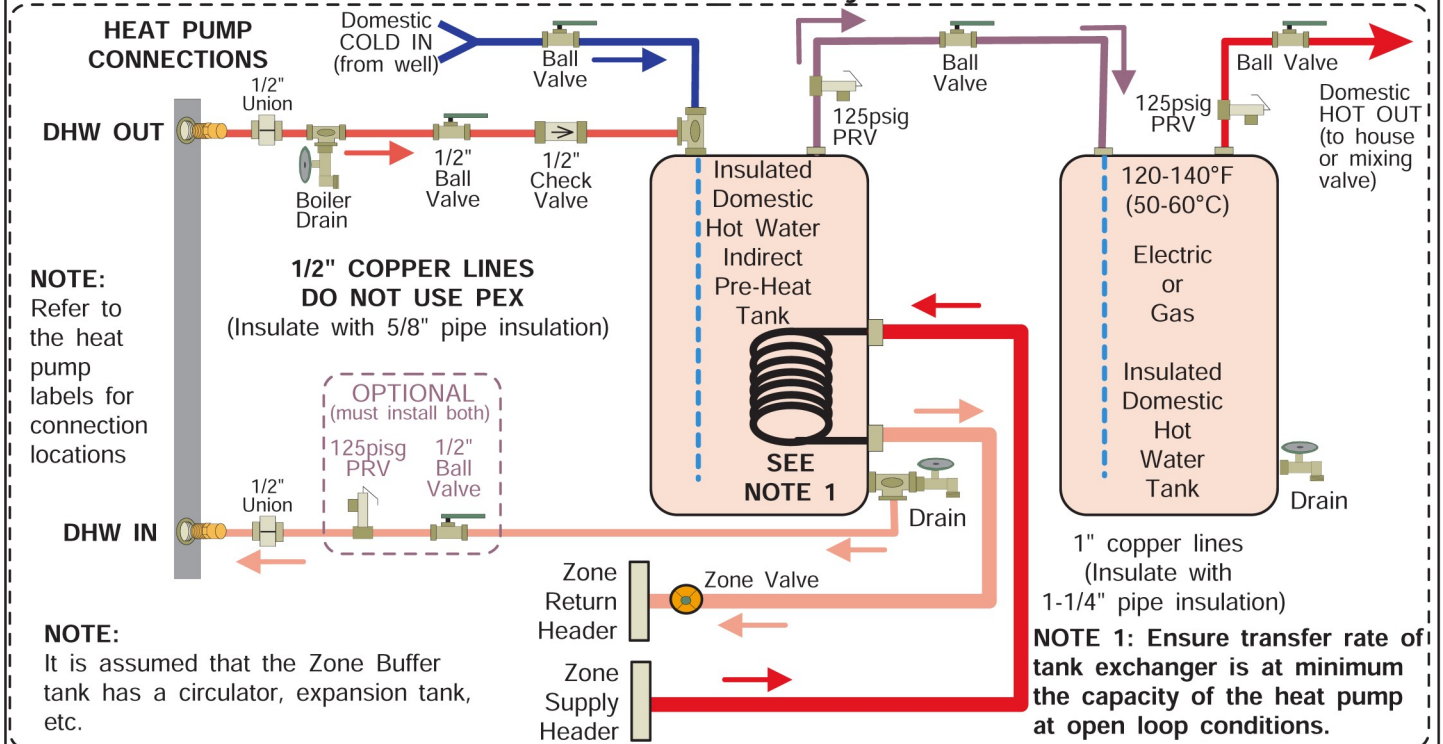 HEAT PUMP
CONNECTIONS
Domestic
COLD IN
(from well)
Ball
Valve
Ball
Valve
Ball Valve
1/2"
Union
DHW OUT
Boiler
Drain
1/2"
Ball
Valve
1/2"
Check
Valve
125psig
PRV
125psig
PRV
Domestic
HOT OUT
(to house
or mixing
valve)
Insulated
Domestic
Hot Water
Indirect
Pre-Heat
Tank
SEE
NOTE 1
120-140°F
(50-60°C)
Electric
or
Gas
Insulated
Domestic
Hot
Water
Tank
NOTE:
Refer to
the heat
pump
labels for
connection
locations
1/2" COPPER LINES
DO NOT USE PEX
(Insulate with 5/8" pipe insulation)
OPTIONAL
(must install both)
125pisg
PRV
1/2"
Ball
Valve
1/2"
Union
DHW IN
Drain
Drain
1" copper lines
(Insulate with
1-1/4" pipe insulation)
Zone
Return
Header
Zone Valve
Zone
Supply
Header
NOTE:
It is assumed that the Zone Buffer
tank has a circulator, expansion tank,
etc.
NOTE 1: Ensure transfer rate of
tank exchanger is at minimum
the capacity of the heat pump
at open loop conditions.